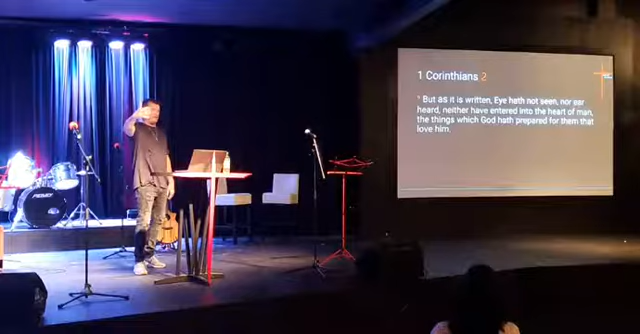 1 Corinthians 2
9 But as it is written, Eye hath not seen, nor ear
heard, neither have entered into the heart of man,
the things which God hath prepared for them that
love him.